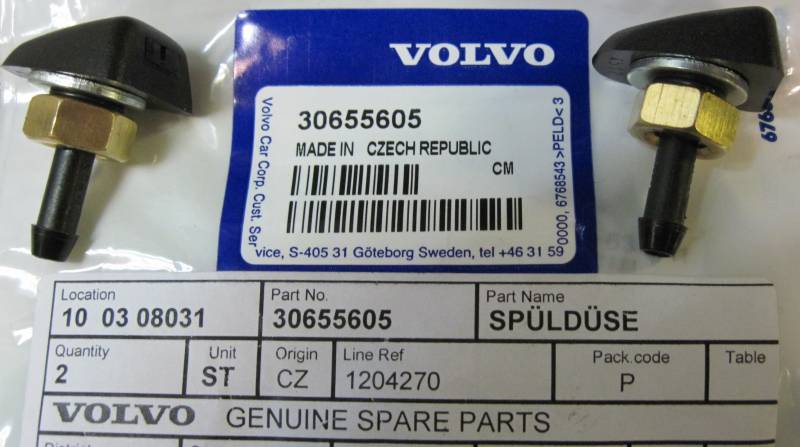 VOLVO
30655605
MADE IN CZECH REPUBLIC
CM
Volvo Car Corp. Cust. Ser
vice, S-405 31 Göteborg Sweden, tel +46 31 59
0000, 6768543 >PELD< 3
Location
10 03 08031
Part No.
30655605
Part Name
SPÜLDÜSE
Quantity
2
Unit
ST
Origin
CZ
Line Ref
1204270
Pack.code
P
Table
VOLVO GENUINE SPARE PARTS